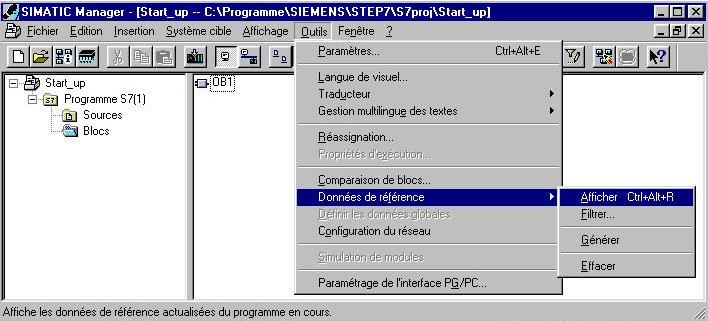 SIMATIC Manager - [Start_up -- C:\Programme\SIEMENS\STEP7\S7proj\Start_up]
Fichier Edition Insertion Système cible Affichage Outils Fenêtre ?
Paramètres... Ctrl+Alt+E
Langue de visuel...
Traducteur
Gestion multilingue des textes
Réassignation...
Propriétés d'exécution...
Comparaison de blocs...
Données de référence
Définir les données globales
Configuration du réseau
Simulation de modules
Paramétrage de l'interface PG/PC...
Afficher Ctrl+Alt+R
Filtrer...
Générer
Effacer
Start_up
Programme S7(1)
Sources
Blocs
OB1
Affiche les données de référence actualisées du programme en cours.